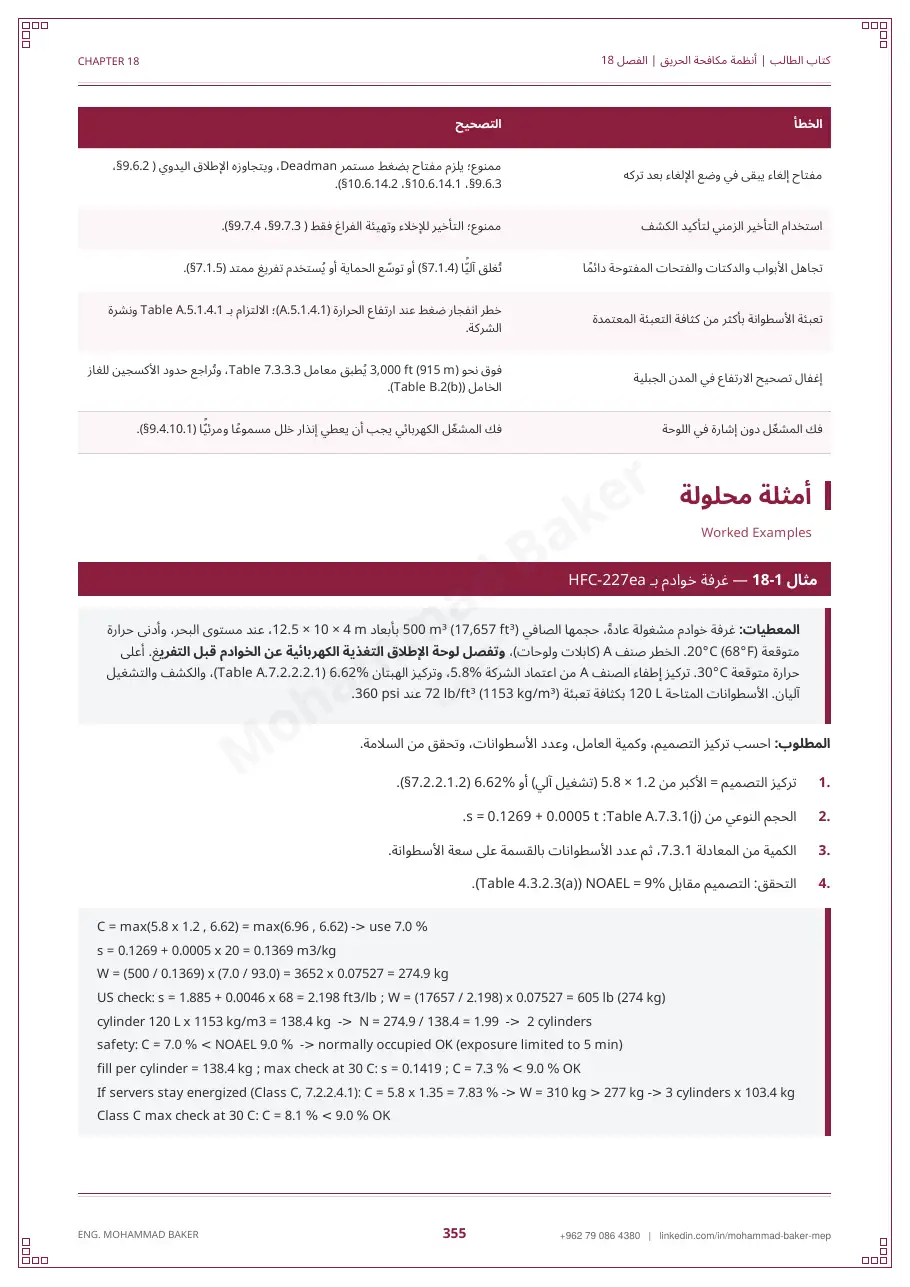 كتاب الطالب | أنظمة مكافحة الحريق | الفصل 18
CHAPTER 18
الخطأ
التصحيح
مفتاح إلغاء يبقى في وضع الإلغاء بعد تركه
ممنوع؛ يلزم مفتاح بضغط مستمر Deadman، ويتجاوزه الإطلاق اليدوي ( 9.6.2§،
9.6.3§، 10.6.14.1§، 10.6.14.2§).
استخدام التأخير الزمني لتأكيد الكشف
ممنوع؛ التأخير للإخلاء وتهيئة الفراغ فقط ( 9.7.3§، 9.7.4§).
تجاهل الأبواب والدكتات والفتحات المفتوحة دائمًا
تُغلق آليًّا (7.1.4§) أو توسّع الحماية أو يُستخدم تفريغ ممتد (7.1.5§).
تعبئة الأسطوانة بأكثر من كثافة التعبئة المعتمدة
خطر انفجار ضغط عند ارتفاع الحرارة (A.5.1.4.1)؛ الالتزام بـ Table A.5.1.4.1 ونشرة
الشركة.
إغفال تصحيح الارتفاع في المدن الجبلية
فوق نحو 3,000 ft (915 m) يُطبق معامل Table 7.3.3.3، وتُراجع حدود الأكسجين للغاز
الخامل (Table B.2(b)).
فك المشغّل دون إشارة في اللوحة
فك المشغّل الكهربائي يجب أن يعطي إنذار خلل مسموعًا ومرئيًّا (9.4.10.1§).
أمثلة محلولة
Worked Examples
مثال 1-18 — غرفة خوادم بـ HFC-227ea
المعطيات: غرفة خوادم مشغولة عادةً، حجمها الصافي 500 m³ (17,657 ft³) بأبعاد 12.5 × 10 × 4 m، عند مستوى البحر، وأدنى حرارة
متوقعة 20°C (68°F). الخطر صنف A (كابلات ولوحات)، وتفصل لوحة الإطلاق التغذية الكهربائية عن الخوادم قبل التفريغ. أعلى
حرارة متوقعة 30°C. تركيز إطفاء الصنف A من اعتماد الشركة 5.8%، وتركيز الهبتان 6.62% (Table A.7.2.2.2.1)، والكشف والتشغيل
آليان. الأسطوانات المتاحة 120 L بكثافة تعبئة 72 lb/ft³ (1153 kg/m³) عند 360 psi.
المطلوب: احسب تركيز التصميم، وكمية العامل، وعدد الأسطوانات، وتحقق من السلامة.
1. تركيز التصميم = الأكبر من 1.2 × 5.8 (تشغيل آلي) أو 6.62% (7.2.2.1.2§).
2. الحجم النوعي من Table A.7.3.1(j): s = 0.1269 + 0.0005 t.
3. الكمية من المعادلة 7.3.1، ثم عدد الأسطوانات بالقسمة على سعة الأسطوانة.
4. التحقق: التصميم مقابل NOAEL = 9% (Table 4.3.2.3(a)).
C = max(5.8 x 1.2 , 6.62) = max(6.96 , 6.62) -> use 7.0 %
s = 0.1269 + 0.0005 x 20 = 0.1369 m3/kg
W = (500 / 0.1369) x (7.0 / 93.0) = 3652 x 0.07527 = 274.9 kg
US check: s = 1.885 + 0.0046 x 68 = 2.198 ft3/lb ; W = (17657 / 2.198) x 0.07527 = 605 lb (274 kg)
cylinder 120 L x 1153 kg/m3 = 138.4 kg -> N = 274.9 / 138.4 = 1.99 -> 2 cylinders
safety: C = 7.0 % < NOAEL 9.0 % -> normally occupied OK (exposure limited to 5 min)
fill per cylinder = 138.4 kg ; max check at 30 C: s = 0.1419 ; C = 7.3 % < 9.0 % OK
If servers stay energized (Class C, 7.2.2.4.1): C = 5.8 x 1.35 = 7.83 % -> W = 310 kg > 277 kg -> 3 cylinders x 103.4 kg
Class C max check at 30 C: C = 8.1 % < 9.0 % OK
Mohammad Baker
ENG. MOHAMMAD BAKER
355
+962 79 086 4380 | linkedin.com/in/mohammad-baker-mep